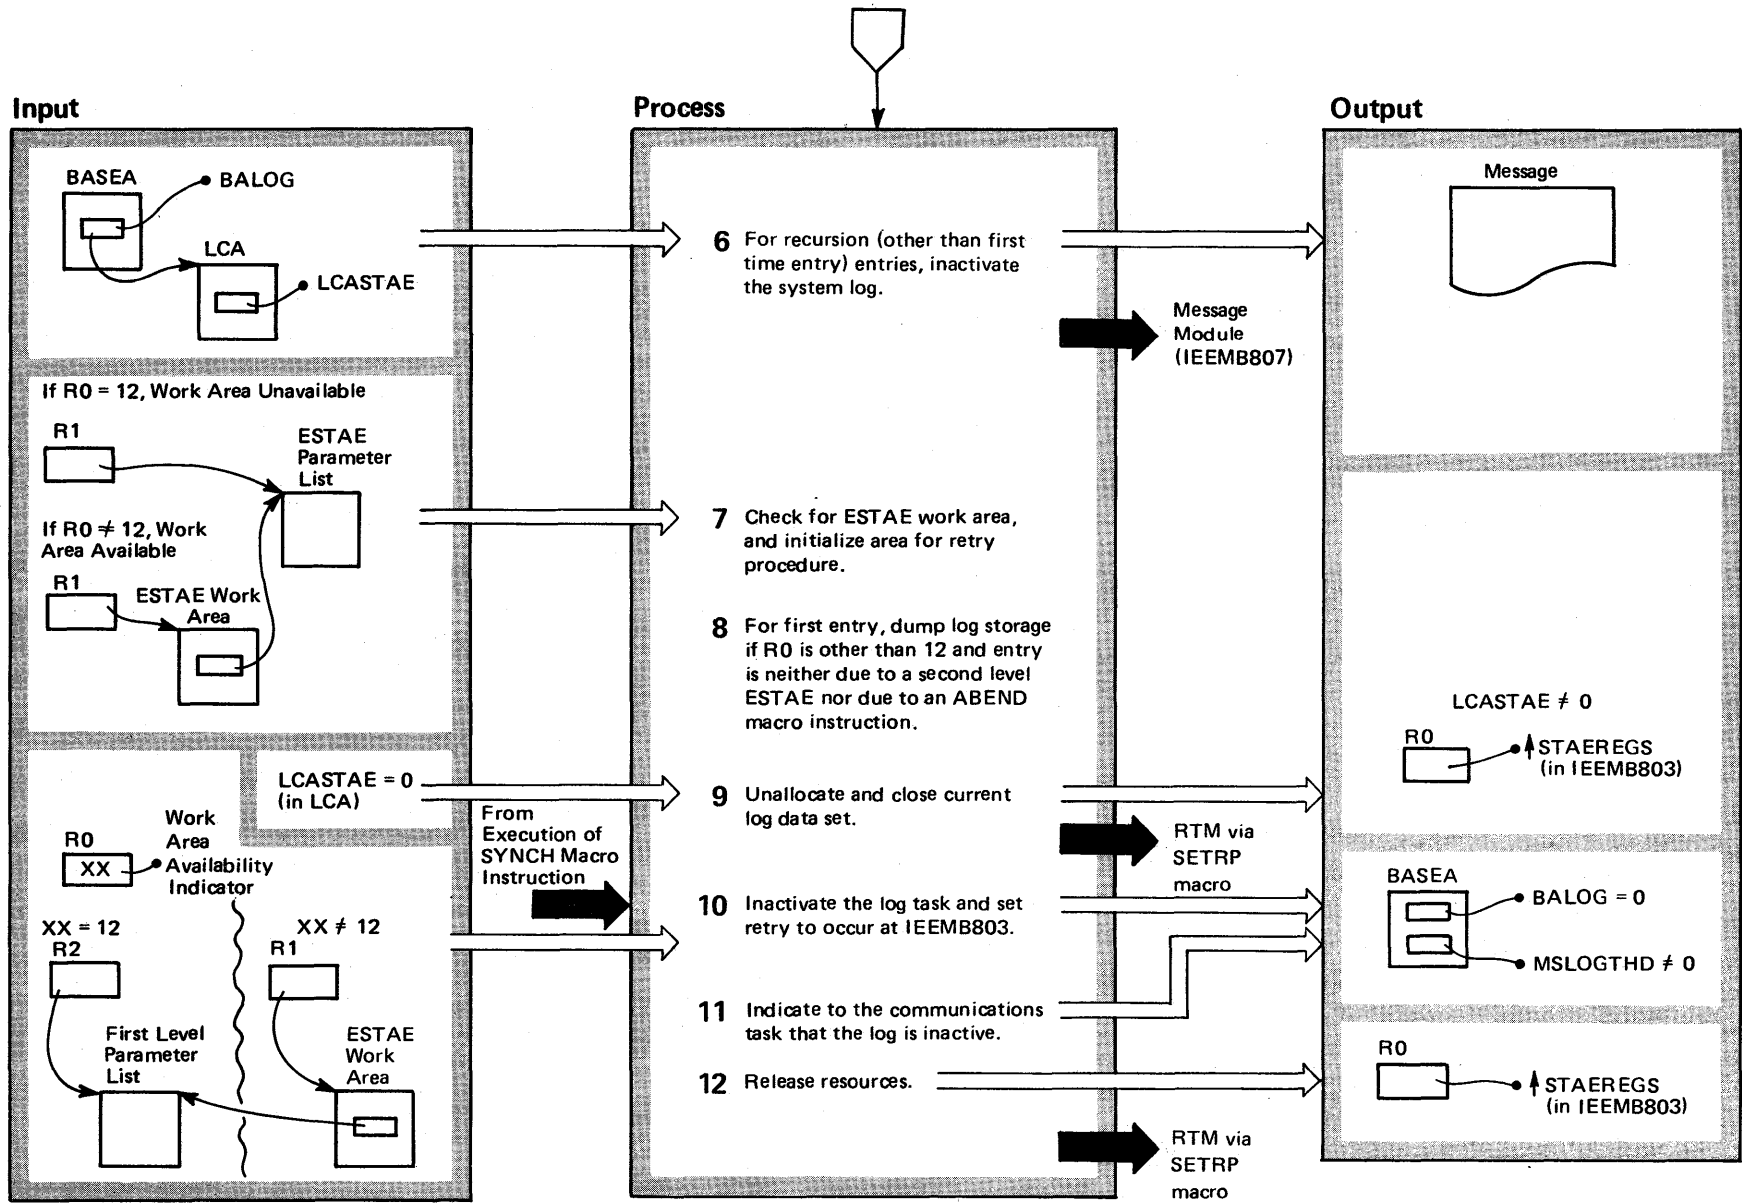 Input
BASEA
BALOG
LCA
LCASTAE
If R0 = 12, Work Area Unavailable
R1
ESTAE
Parameter
List
If R0 ≠ 12, Work
Area Available
R1
ESTAE Work
Area
LCASTAE = 0
(in LCA)
R0
XX
Work
Area
Availability
Indicator
XX = 12
R2
XX ≠ 12
R1
First Level
Parameter
List
ESTAE
Work
Area
From
Execution of
SYNCH Macro
Instruction
Process
6 For recursion (other than first
time entry) entries, inactivate
the system log.
Message
Module
(IEEMB807)
7 Check for ESTAE work area,
and initialize area for retry
procedure.
8 For first entry, dump log storage
if R0 is other than 12 and entry
is neither due to a second level
ESTAE nor due to an ABEND
macro instruction.
9 Unallocate and close current
log data set.
RTM via
SETRP
macro
10 Inactivate the log task and set
retry to occur at IEEMB803.
11 Indicate to the communications
task that the log is inactive.
12 Release resources.
RTM via
SETRP
macro
Output
Message
LCASTAE ≠ 0
R0
STAEREGS
(in IEEMB803)
BASEA
BALOG = 0
MSLOGTHD ≠ 0
R0
STAEREGS
(in IEEMB803)